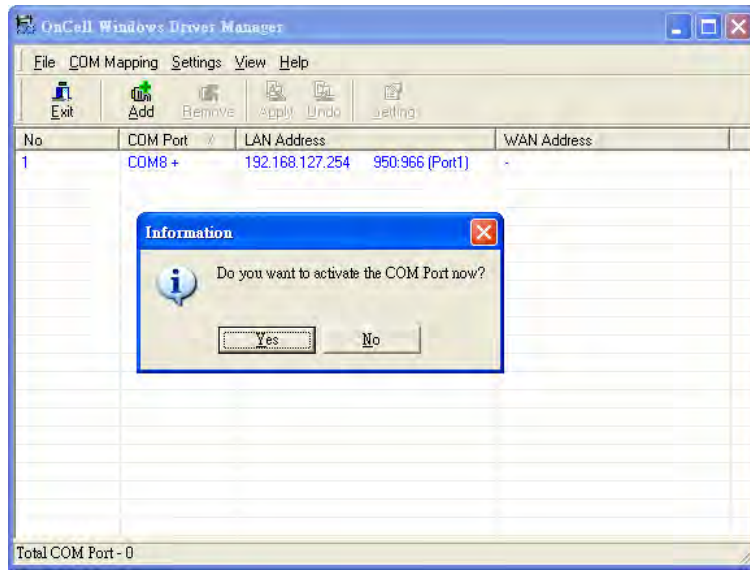 OnCell Windows Driver Manager
File COM Mapping Settings View Help
Exit Add Remove Apply Undo Setting
No COM Port LAN Address WAN Address
1 COM8 + 192.168.127.254 950:966 (Port1) -
Information
Do you want to activate the COM Port now?
Yes No
Total COM Port - 0